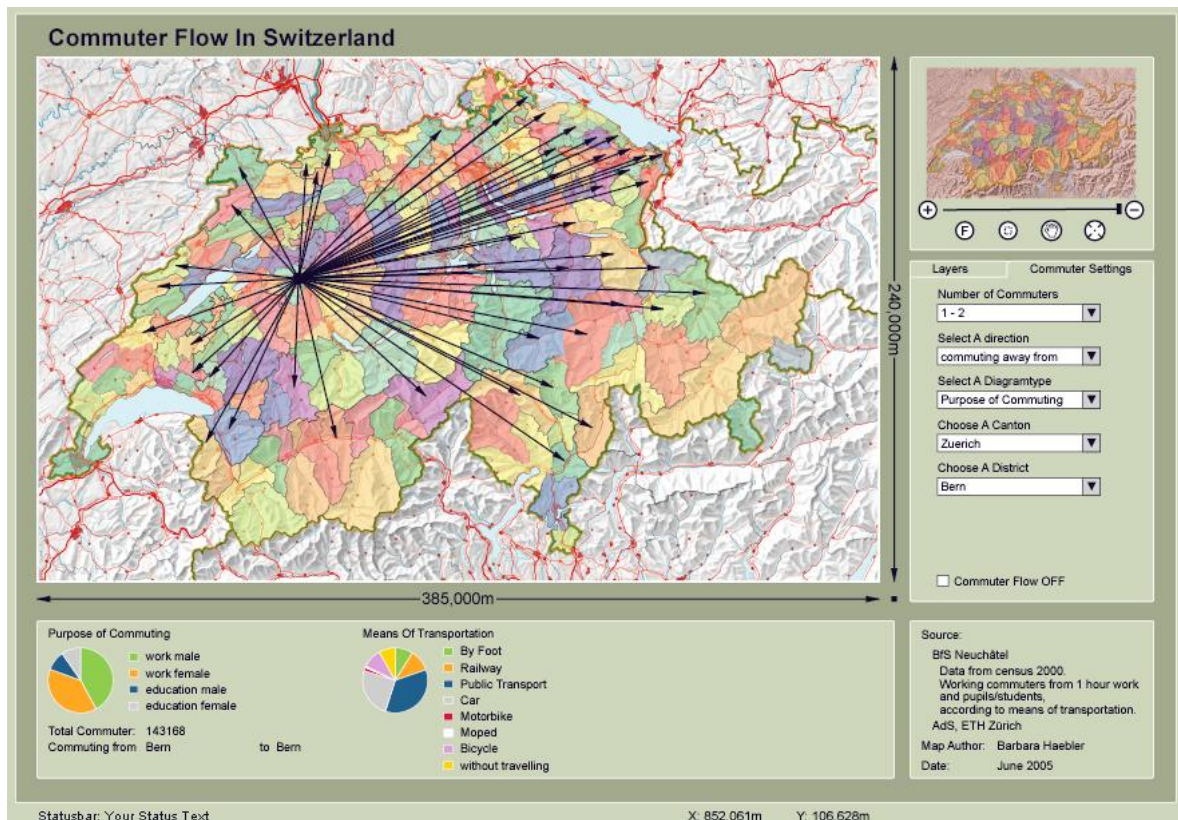 Commuter Flow In Switzerland
240,000m
385,000m
F
Layers
Commuter Settings
Number of Commuters
1 - 2
Select A direction
commuting away from
Select A Diagramtype
Purpose of Commuting
Choose A Canton
Zuerich
Choose A District
Bern
Commuter Flow OFF
Purpose of Commuting
work male
work female
education male
education female
Total Commuter: 143168
Commuting from Bern to Bern
Means Of Transportation
By Foot
Railway
Public Transport
Car
Motorbike
Moped
Bicycle
without travelling
Source:
BfS Neuchâtel
Data from census 2000.
Working commuters from 1 hour work
and pupils/students,
according to means of transportation.
AdS, ETH Zürich
Map Author: Barbara Haebler
Date: June 2005
Statusbar: Your Status Text
X: 852,061m Y: 106,628m